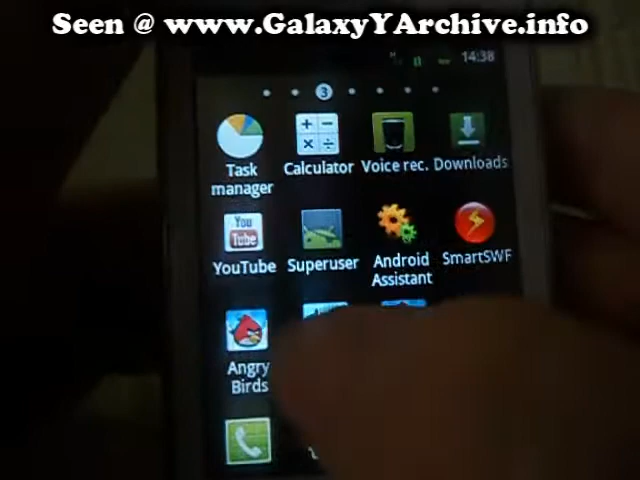 Seen @ www.GalaxyYArchive.info
14:38
3
Task manager
Calculator
Voice rec.
Downloads
You Tube
YouTube
Superuser
Android Assistant
SmartSWF
Angry Birds